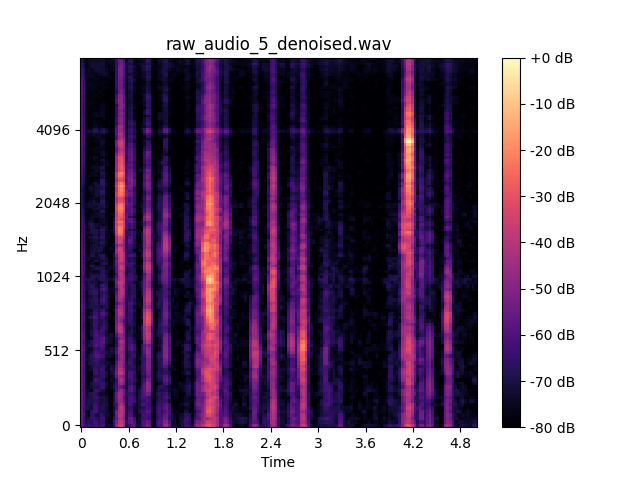 raw_audio_5_denoised.wav
Hz
4096
2048
1024
512
0
0
0.6
1.2
1.8
2.4
3
3.6
4.2
4.8
Time
+0 dB
-10 dB
-20 dB
-30 dB
-40 dB
-50 dB
-60 dB
-70 dB
-80 dB